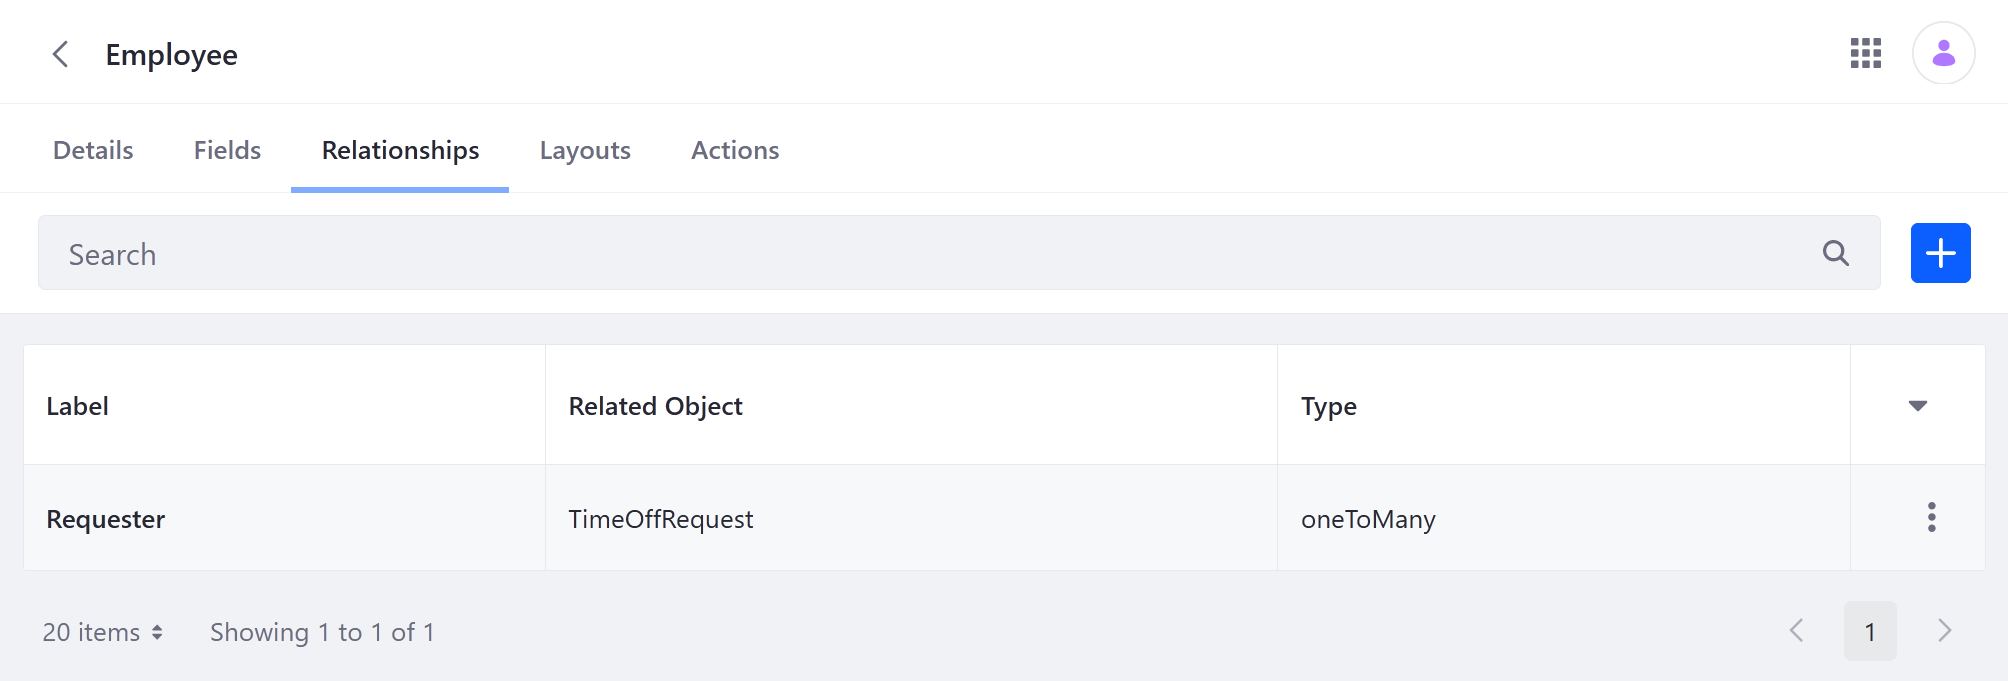 Employee
Details Fields Relationships Layouts Actions
Search
Label Related Object Type
Requester TimeOffRequest oneToMany
20 items Showing 1 to 1 of 1 1